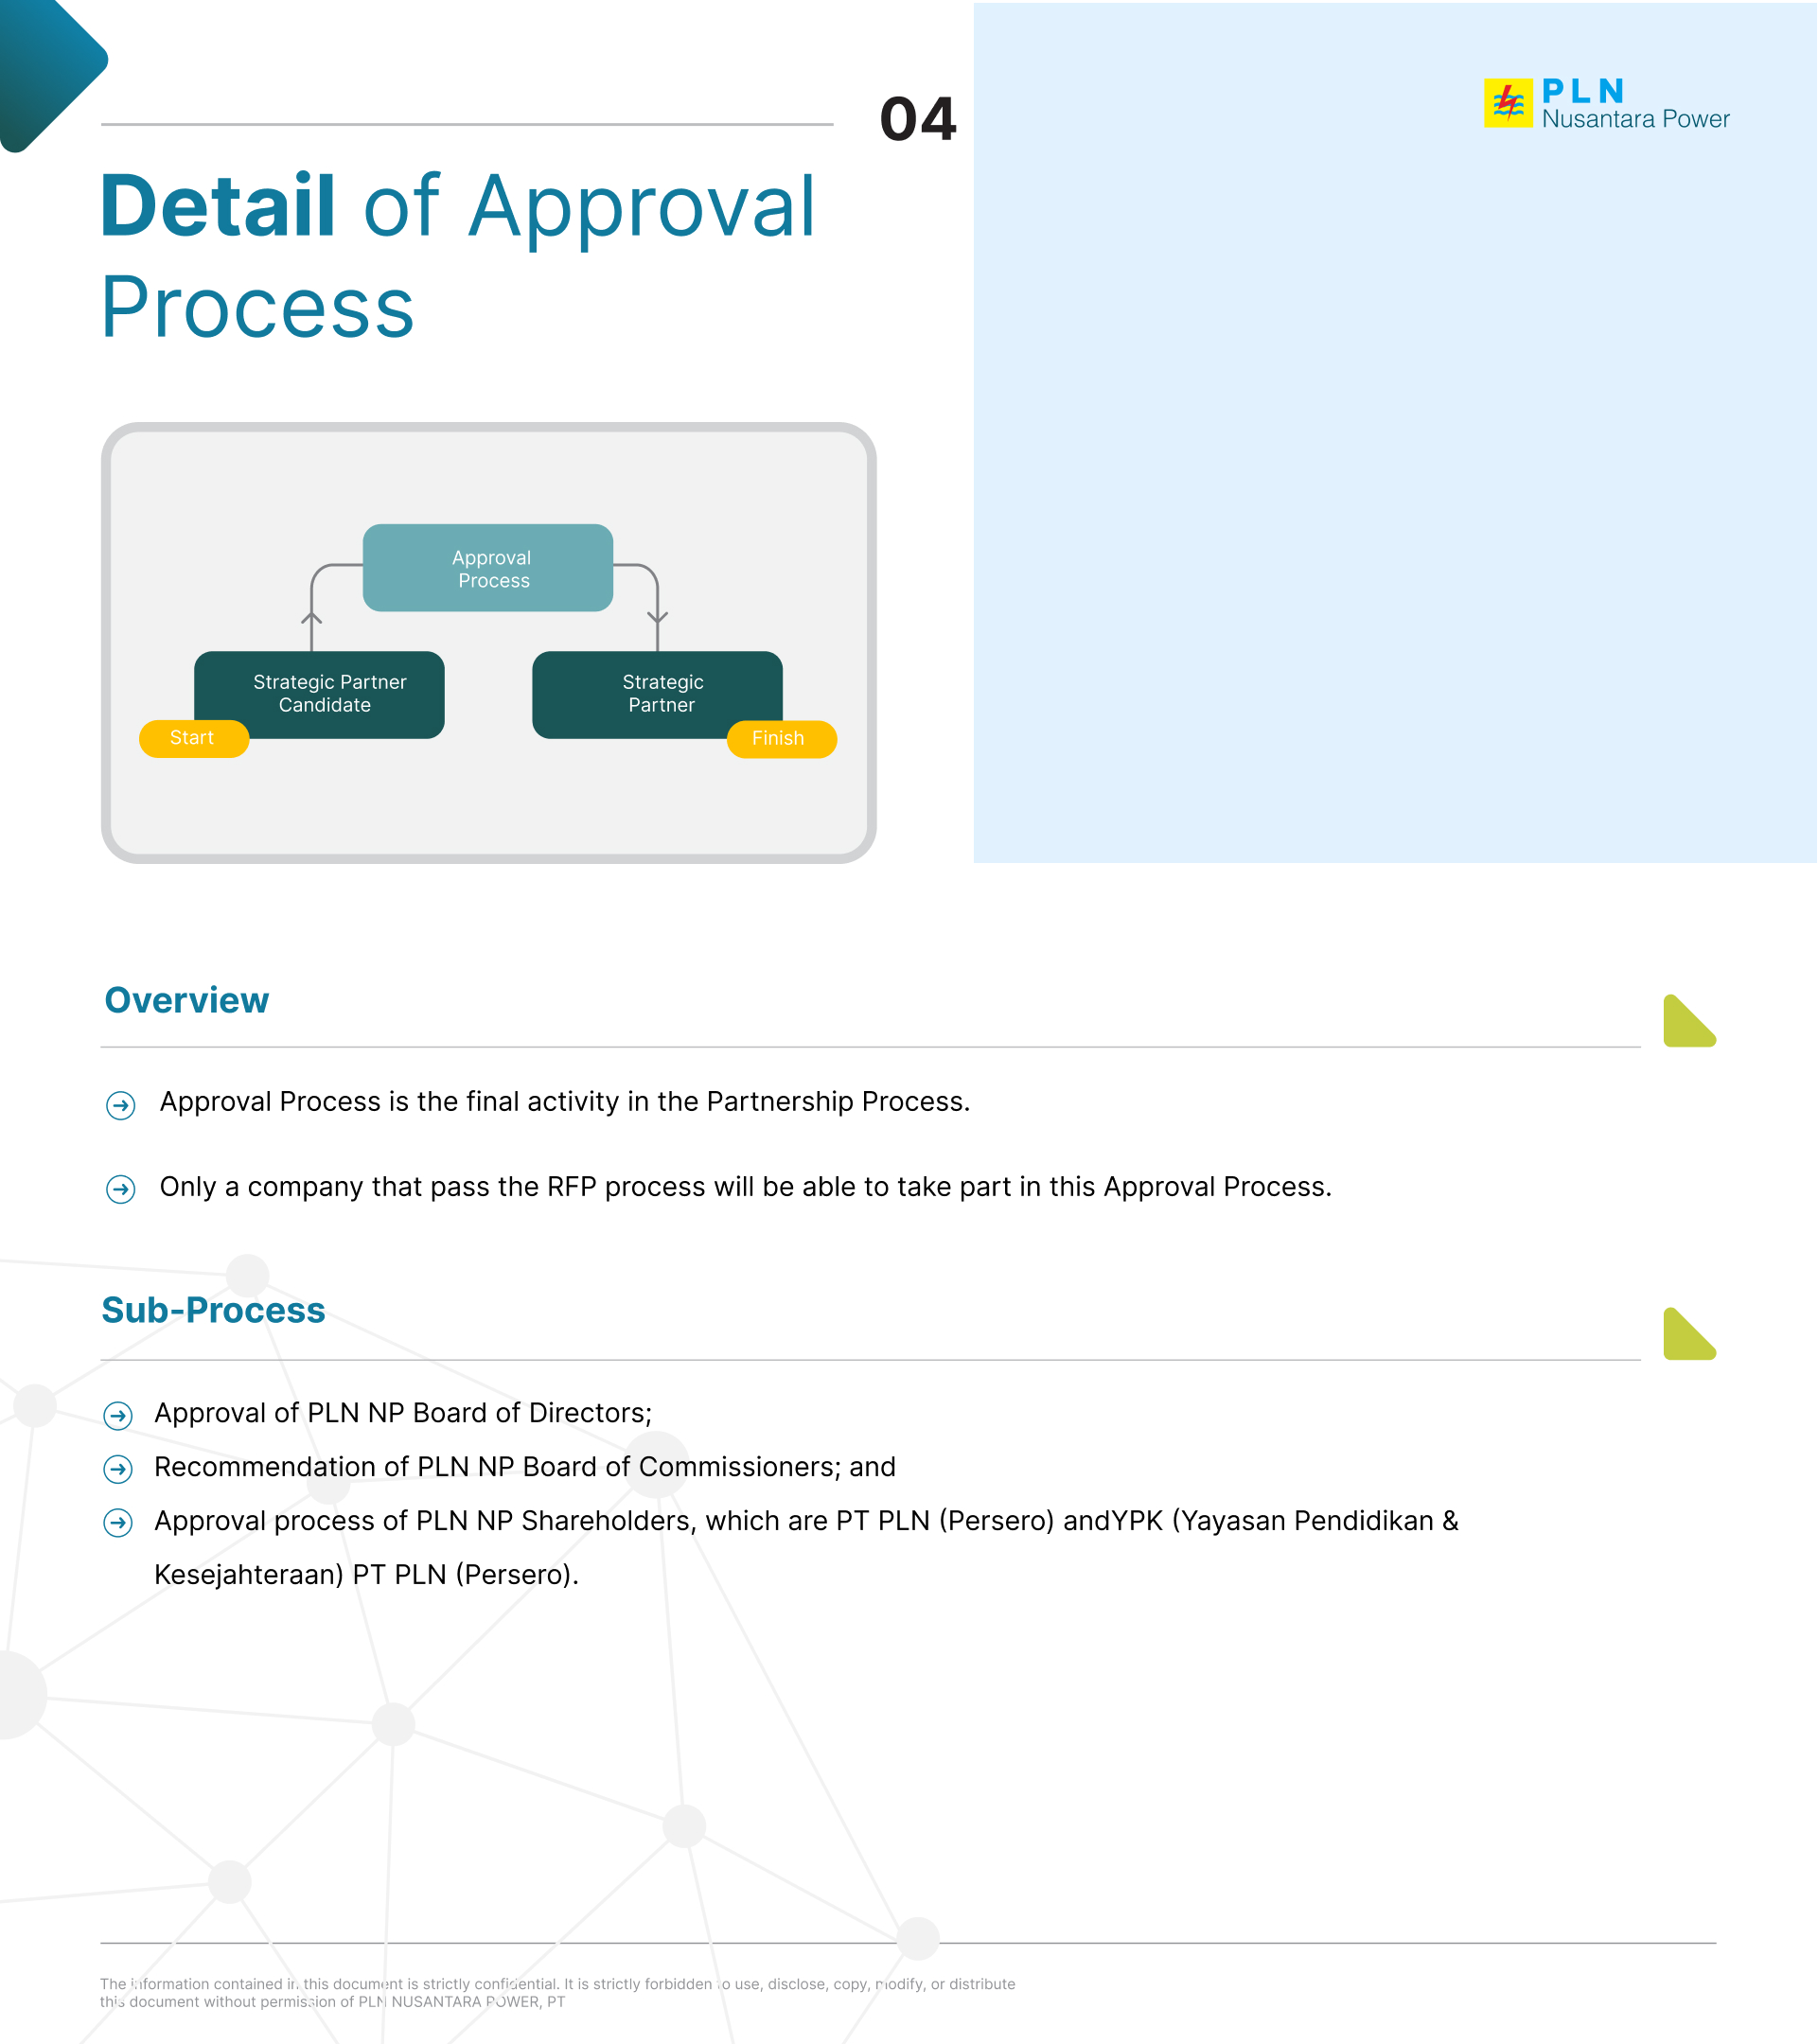 04
PLN
Nusantara Power
Detail of Approval
Process
Approval
Process
Strategic Partner
Candidate
Strategic
Partner
Start
Finish
Overview
Approval Process is the final activity in the Partnership Process.
Only a company that pass the RFP process will be able to take part in this Approval Process.
Sub-Process
Approval of PLN NP Board of Directors;
Recommendation of PLN NP Board of Commissioners; and
Approval process of PLN NP Shareholders, which are PT PLN (Persero) andYPK (Yayasan Pendidikan &
Kesejahteraan) PT PLN (Persero).
The information contained in this document is strictly confidential. It is strictly forbidden to use, disclose, copy, modify, or distribute
this document without permission of PLN NUSANTARA POWER, PT